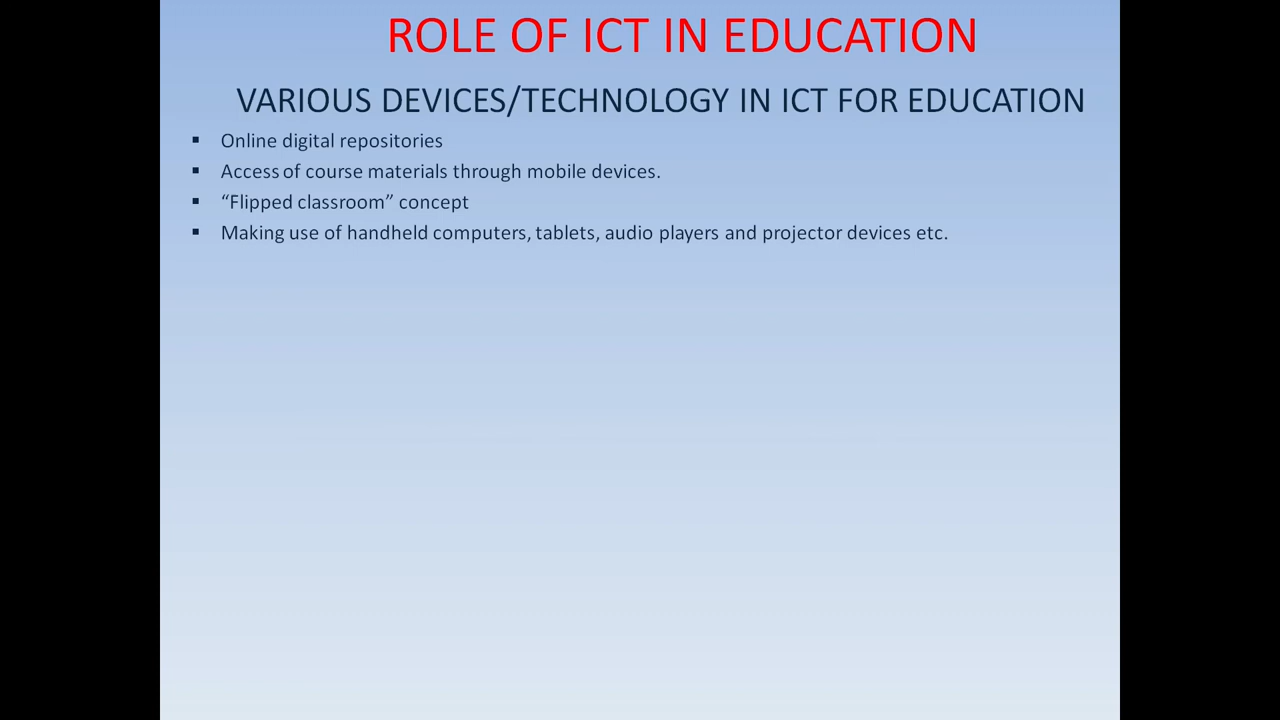 ROLE OF ICT IN EDUCATION
VARIOUS DEVICES/TECHNOLOGY IN ICT FOR EDUCATION
▪ Online digital repositories
▪ Access of course materials through mobile devices.
▪ “Flipped classroom” concept
▪ Making use of handheld computers, tablets, audio players and projector devices etc.